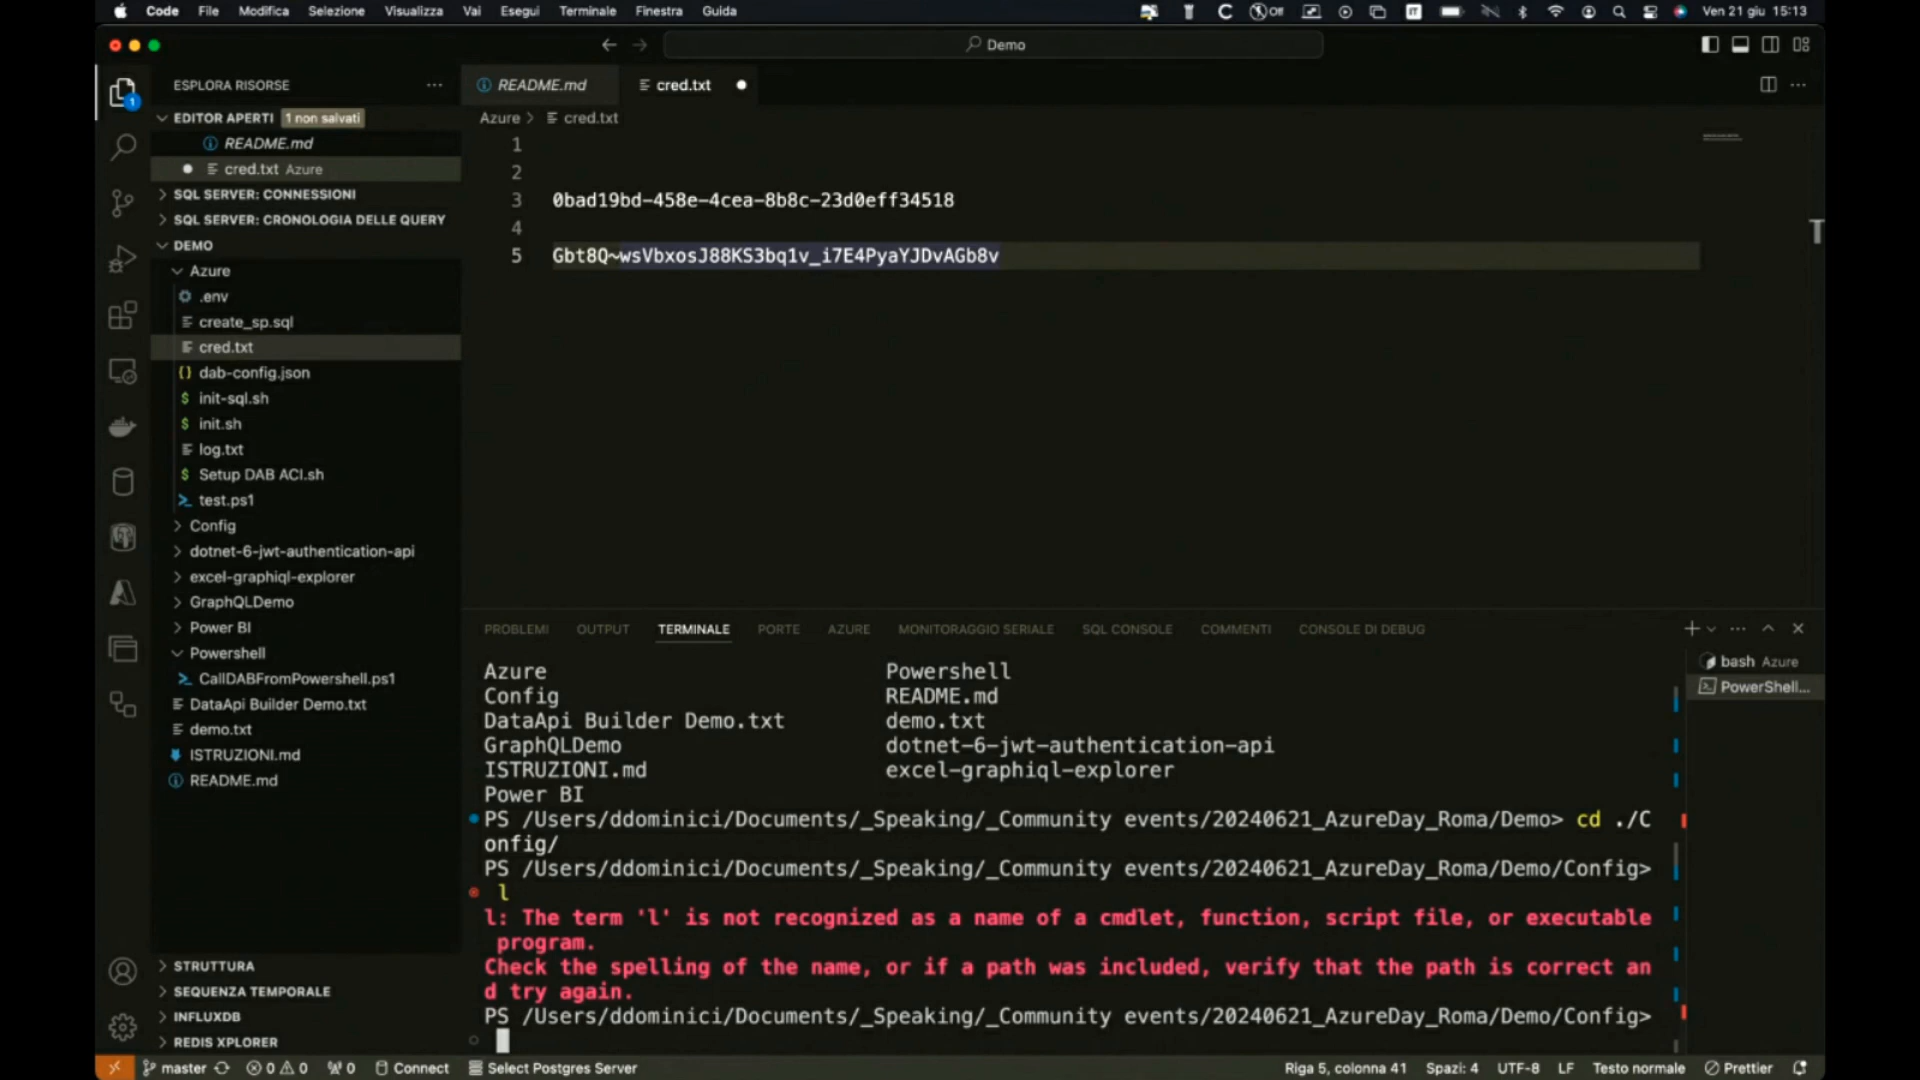 Code File Modifica Selezione Visualizza Vai Esegui Terminale Finestra Guida
Off
Ven 21 giu 15:13
Demo
ESPLORA RISORSE
README.md
cred.txt
EDITOR APERTI 1 non salvati
README.md
cred.txt Azure
SQL SERVER: CONNESSIONI
SQL SERVER: CRONOLOGIA DELLE QUERY
DEMO
Azure
.env
create_sp.sql
cred.txt
dab-config.json
init-sql.sh
init.sh
log.txt
Setup DAB ACI.sh
test.ps1
Config
dotnet-6-jwt-authentication-api
excel-graphiql-explorer
GraphQLDemo
Power BI
Powershell
CallDABFromPowershell.ps1
DataApi Builder Demo.txt
demo.txt
ISTRUZIONI.md
README.md
STRUTTURA
SEQUENZA TEMPORALE
INFLUXDB
REDIS XPLORER
Azure > cred.txt
1
2
3 0bad19bd-458e-4cea-8b8c-23d0eff34518
4
5 Gbt8Q~wsVbxosJ88KS3bq1v_i7E4PyaYJDvAGb8v
PROBLEMI OUTPUT TERMINALE PORTE AZURE MONITORAGGIO SERIALE SQL CONSOLE COMMENTI CONSOLE DI DEBUG
bash Azure
PowerShell...
Azure Powershell
Config README.md
DataApi Builder Demo.txt demo.txt
GraphQLDemo dotnet-6-jwt-authentication-api
ISTRUZIONI.md excel-graphiql-explorer
Power BI
PS /Users/ddominici/Documents/_Speaking/_Community events/20240621_AzureDay_Roma/Demo> cd ./C
onfig/
PS /Users/ddominici/Documents/_Speaking/_Community events/20240621_AzureDay_Roma/Demo/Config>
l
l: The term 'l' is not recognized as a name of a cmdlet, function, script file, or executable
program.
Check the spelling of the name, or if a path was included, verify that the path is correct an
d try again.
PS /Users/ddominici/Documents/_Speaking/_Community events/20240621_AzureDay_Roma/Demo/Config>
master 0 0 0 Connect Select Postgres Server
Riga 5, colonna 41 Spazi: 4 UTF-8 LF Testo normale Prettier